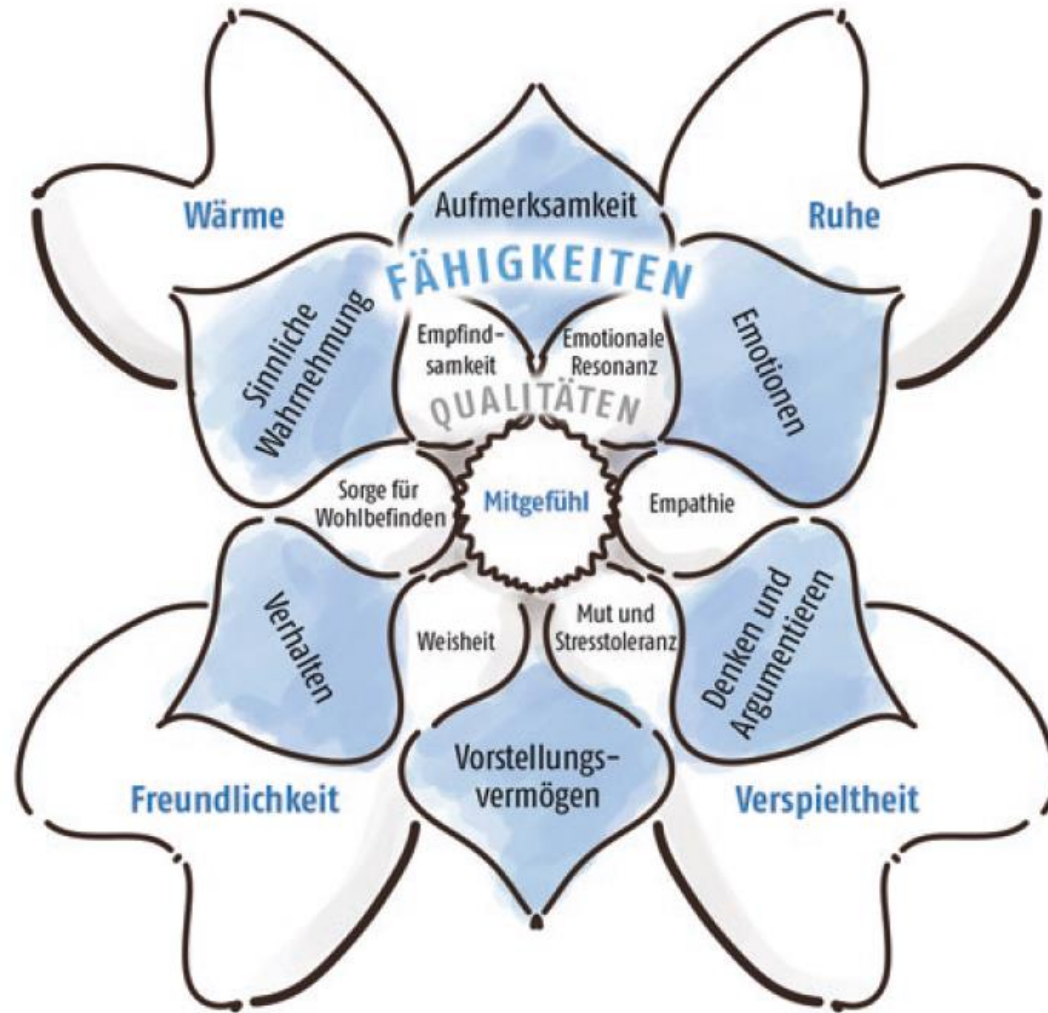 Wärme
Aufmerksamkeit
Ruhe
FÄHIGKEITEN
Sinnliche
Wahrnehmung
Empfind-
samkeit
Emotionale
Resonanz
Emotionen
QUALITÄTEN
Sorge für
Wohlbefinden
Mitgefühl
Empathie
Verhalten
Weisheit
Mut und
Stresstoleranz
Denken und
Argumentieren
Vorstellungs-
vermögen
Freundlichkeit
Verspieltheit